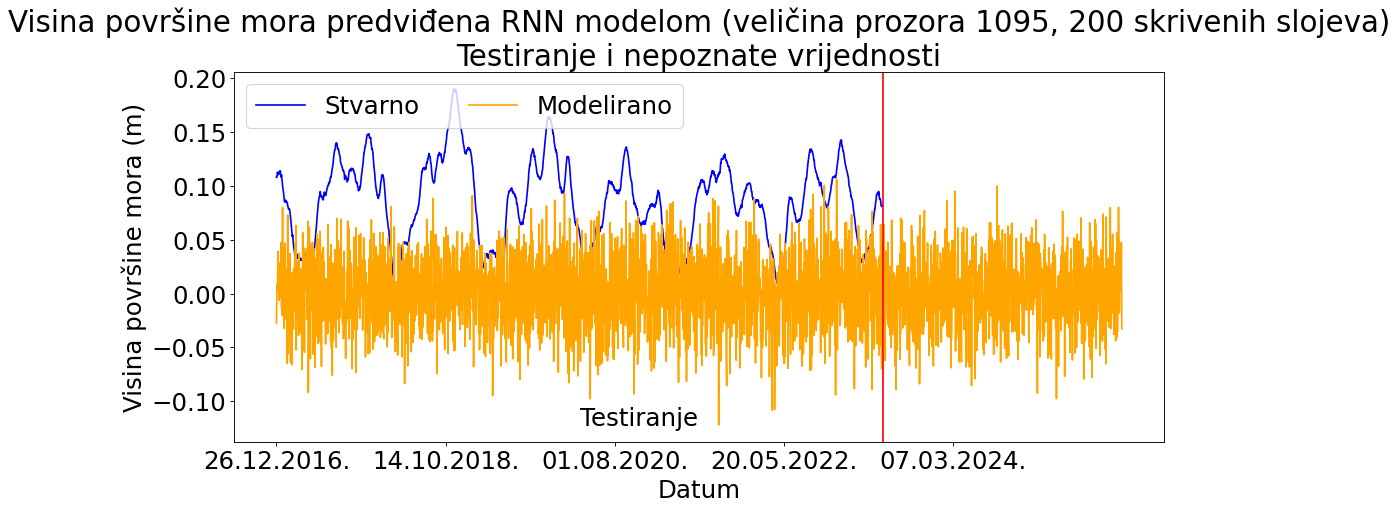 Visina površine mora predviđena RNN modelom (veličina prozora 1095, 200 skrivenih slojeva)
Testiranje i nepoznate vrijednosti
Stvarno
Modelirano
Visina površine mora (m)
0.20
0.15
0.10
0.05
0.00
−0.05
−0.10
Testiranje
26.12.2016.
14.10.2018.
01.08.2020.
20.05.2022.
07.03.2024.
Datum